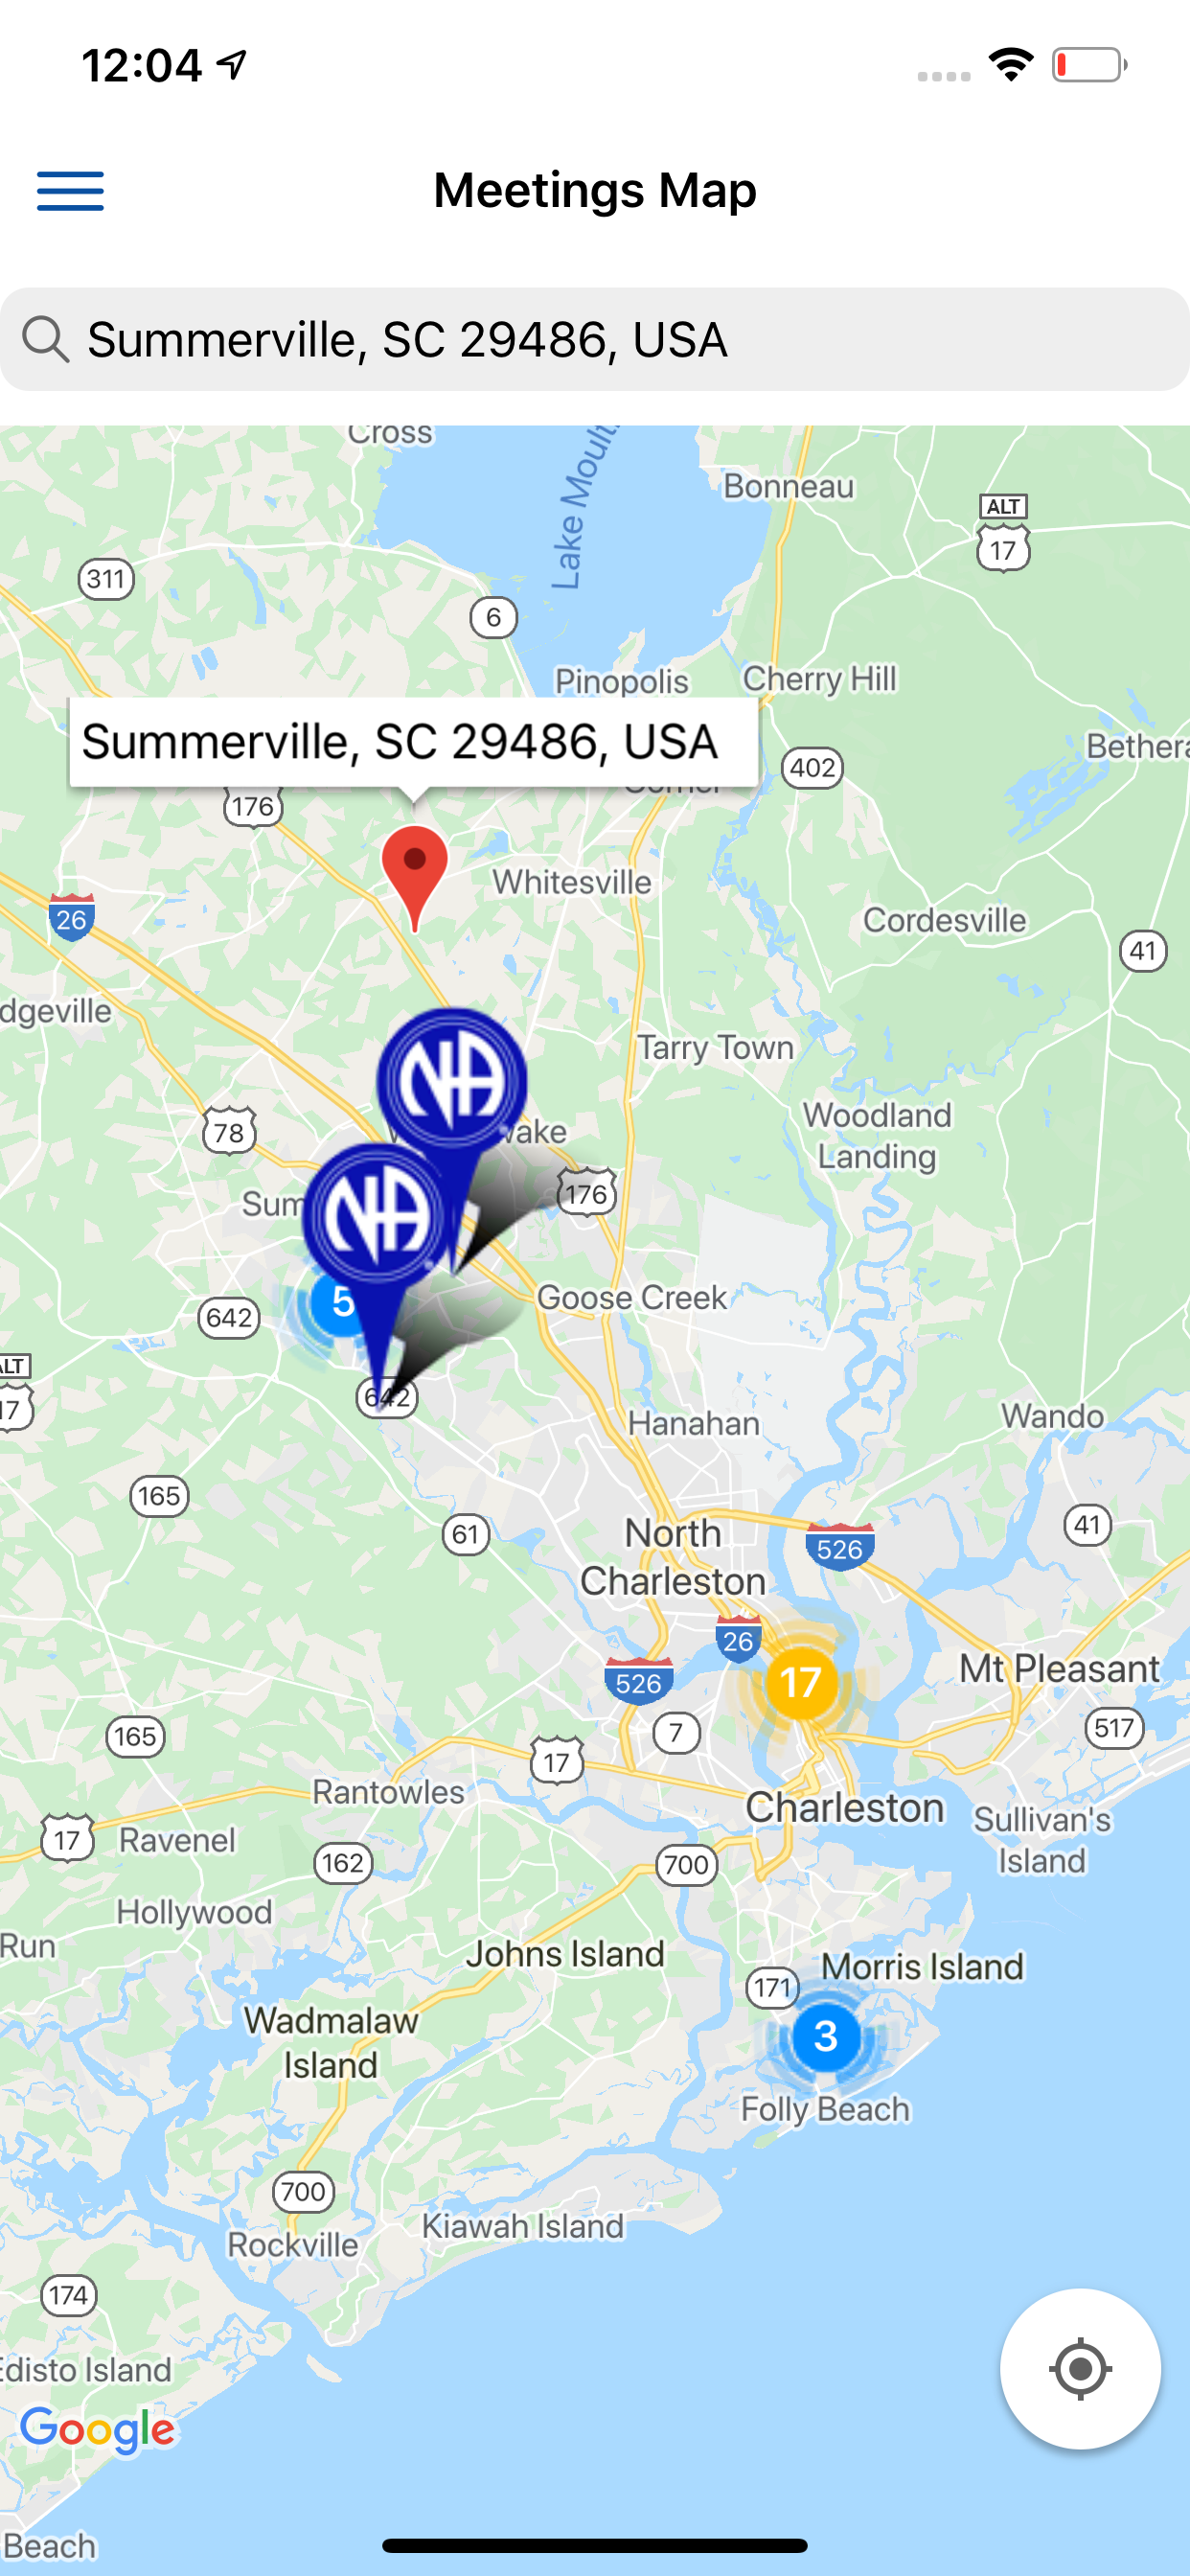 12:04
Meetings Map
Summerville, SC 29486, USA
Cross
Lake Moult
Bonneau
ALT
17
311
6
Pinopolis
Cherry Hill
Summerville, SC 29486, USA
402
Bethera
176
Whitesville
26
Cordesville
41
dgeville
NA
Tarry Town
78
Woodland
Landing
NA
176
Sum
5
642
Goose Creek
ALT
17
642
Hanahan
Wando
165
61
41
North
Charleston
526
26
17
526
Mt Pleasant
165
7
517
17
Rantowles
Charleston
Sullivan's
Island
17
Ravenel
162
700
Hollywood
Run
Johns Island
Morris Island
171
Wadmalaw
Island
3
Folly Beach
700
Kiawah Island
Rockville
174
Edisto Island
Google
Beach